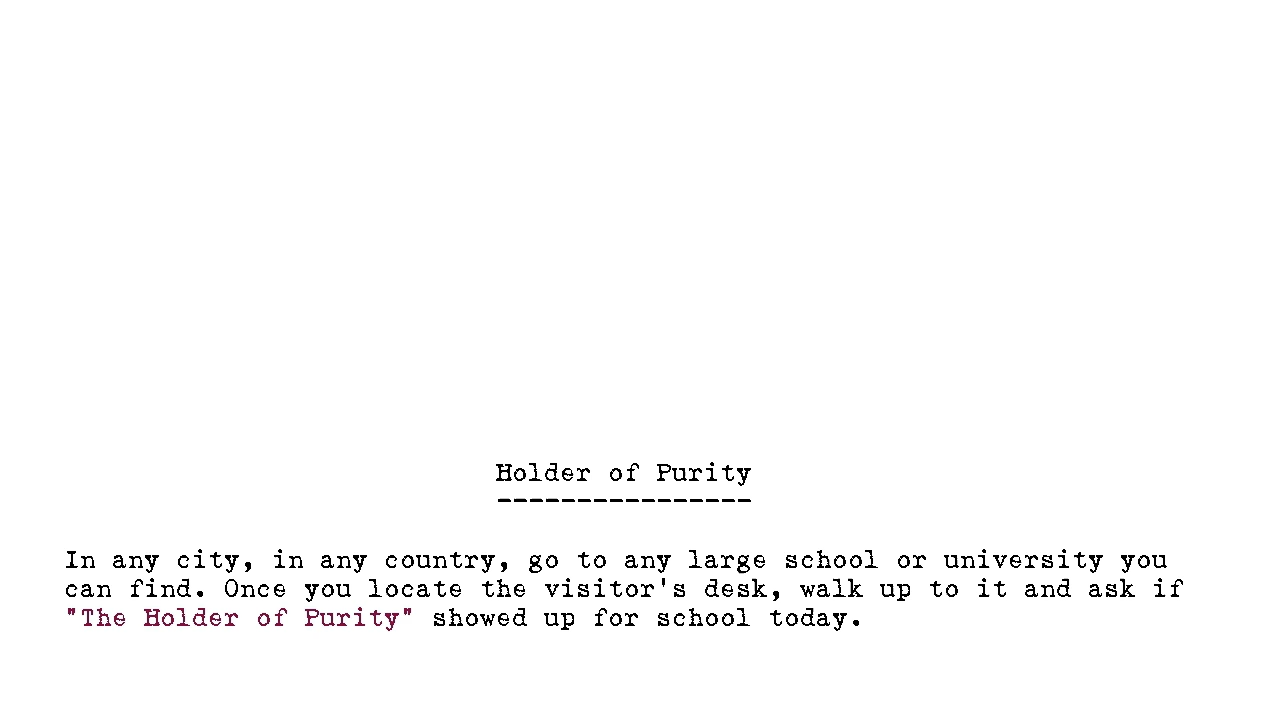 Holder of Purity
----------------
In any city, in any country, go to any large school or university you
can find. Once you locate the visitor's desk, walk up to it and ask if
"The Holder of Purity" showed up for school today.